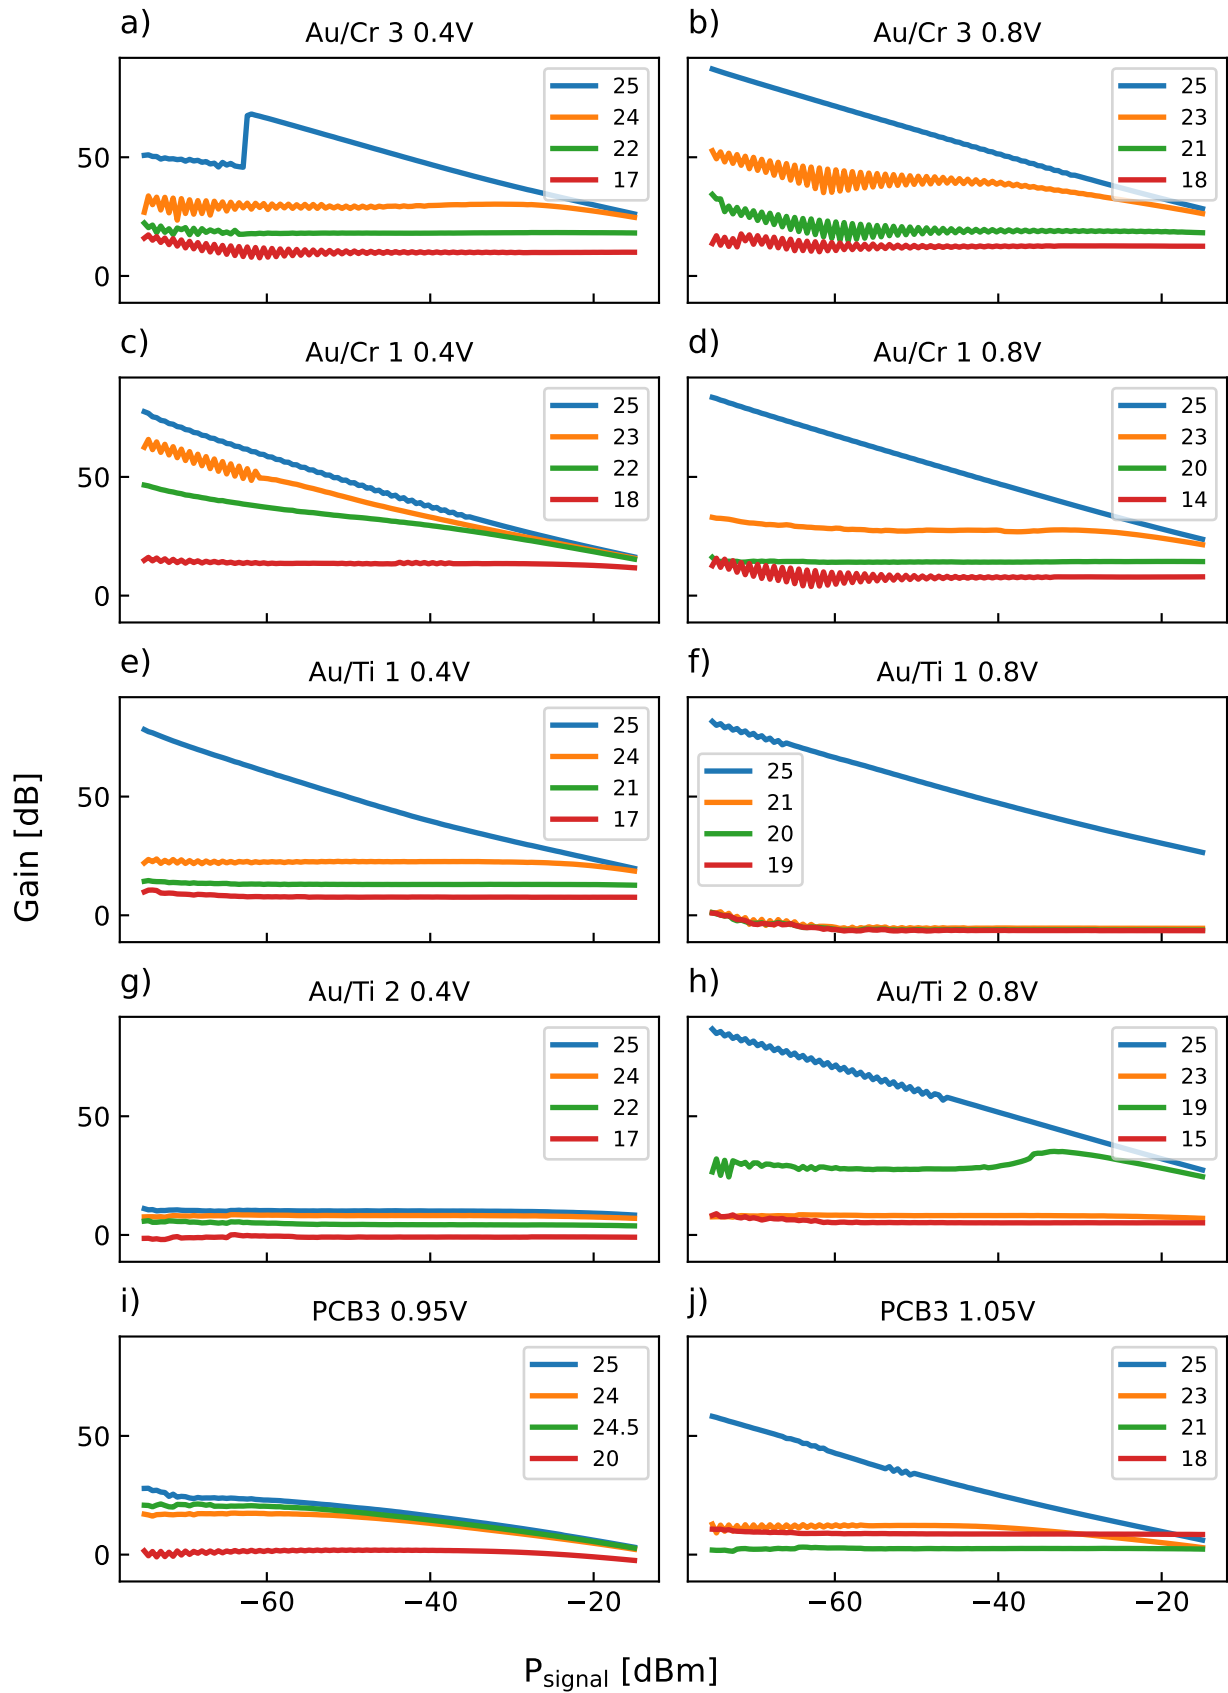 a)
Au/Cr 3 0.4V
50
0
25
24
22
17
b)
Au/Cr 3 0.8V
25
23
21
18
c)
Au/Cr 1 0.4V
50
0
25
23
22
18
d)
Au/Cr 1 0.8V
25
23
20
14
e)
Au/Ti 1 0.4V
50
0
25
24
21
17
f)
Au/Ti 1 0.8V
25
21
20
19
Gain [dB]
g)
Au/Ti 2 0.4V
50
0
25
24
22
17
h)
Au/Ti 2 0.8V
25
23
19
15
i)
PCB3 0.95V
50
0
25
24
24.5
20
−60
−40
−20
j)
PCB3 1.05V
25
23
21
18
−60
−40
−20
Psignal [dBm]